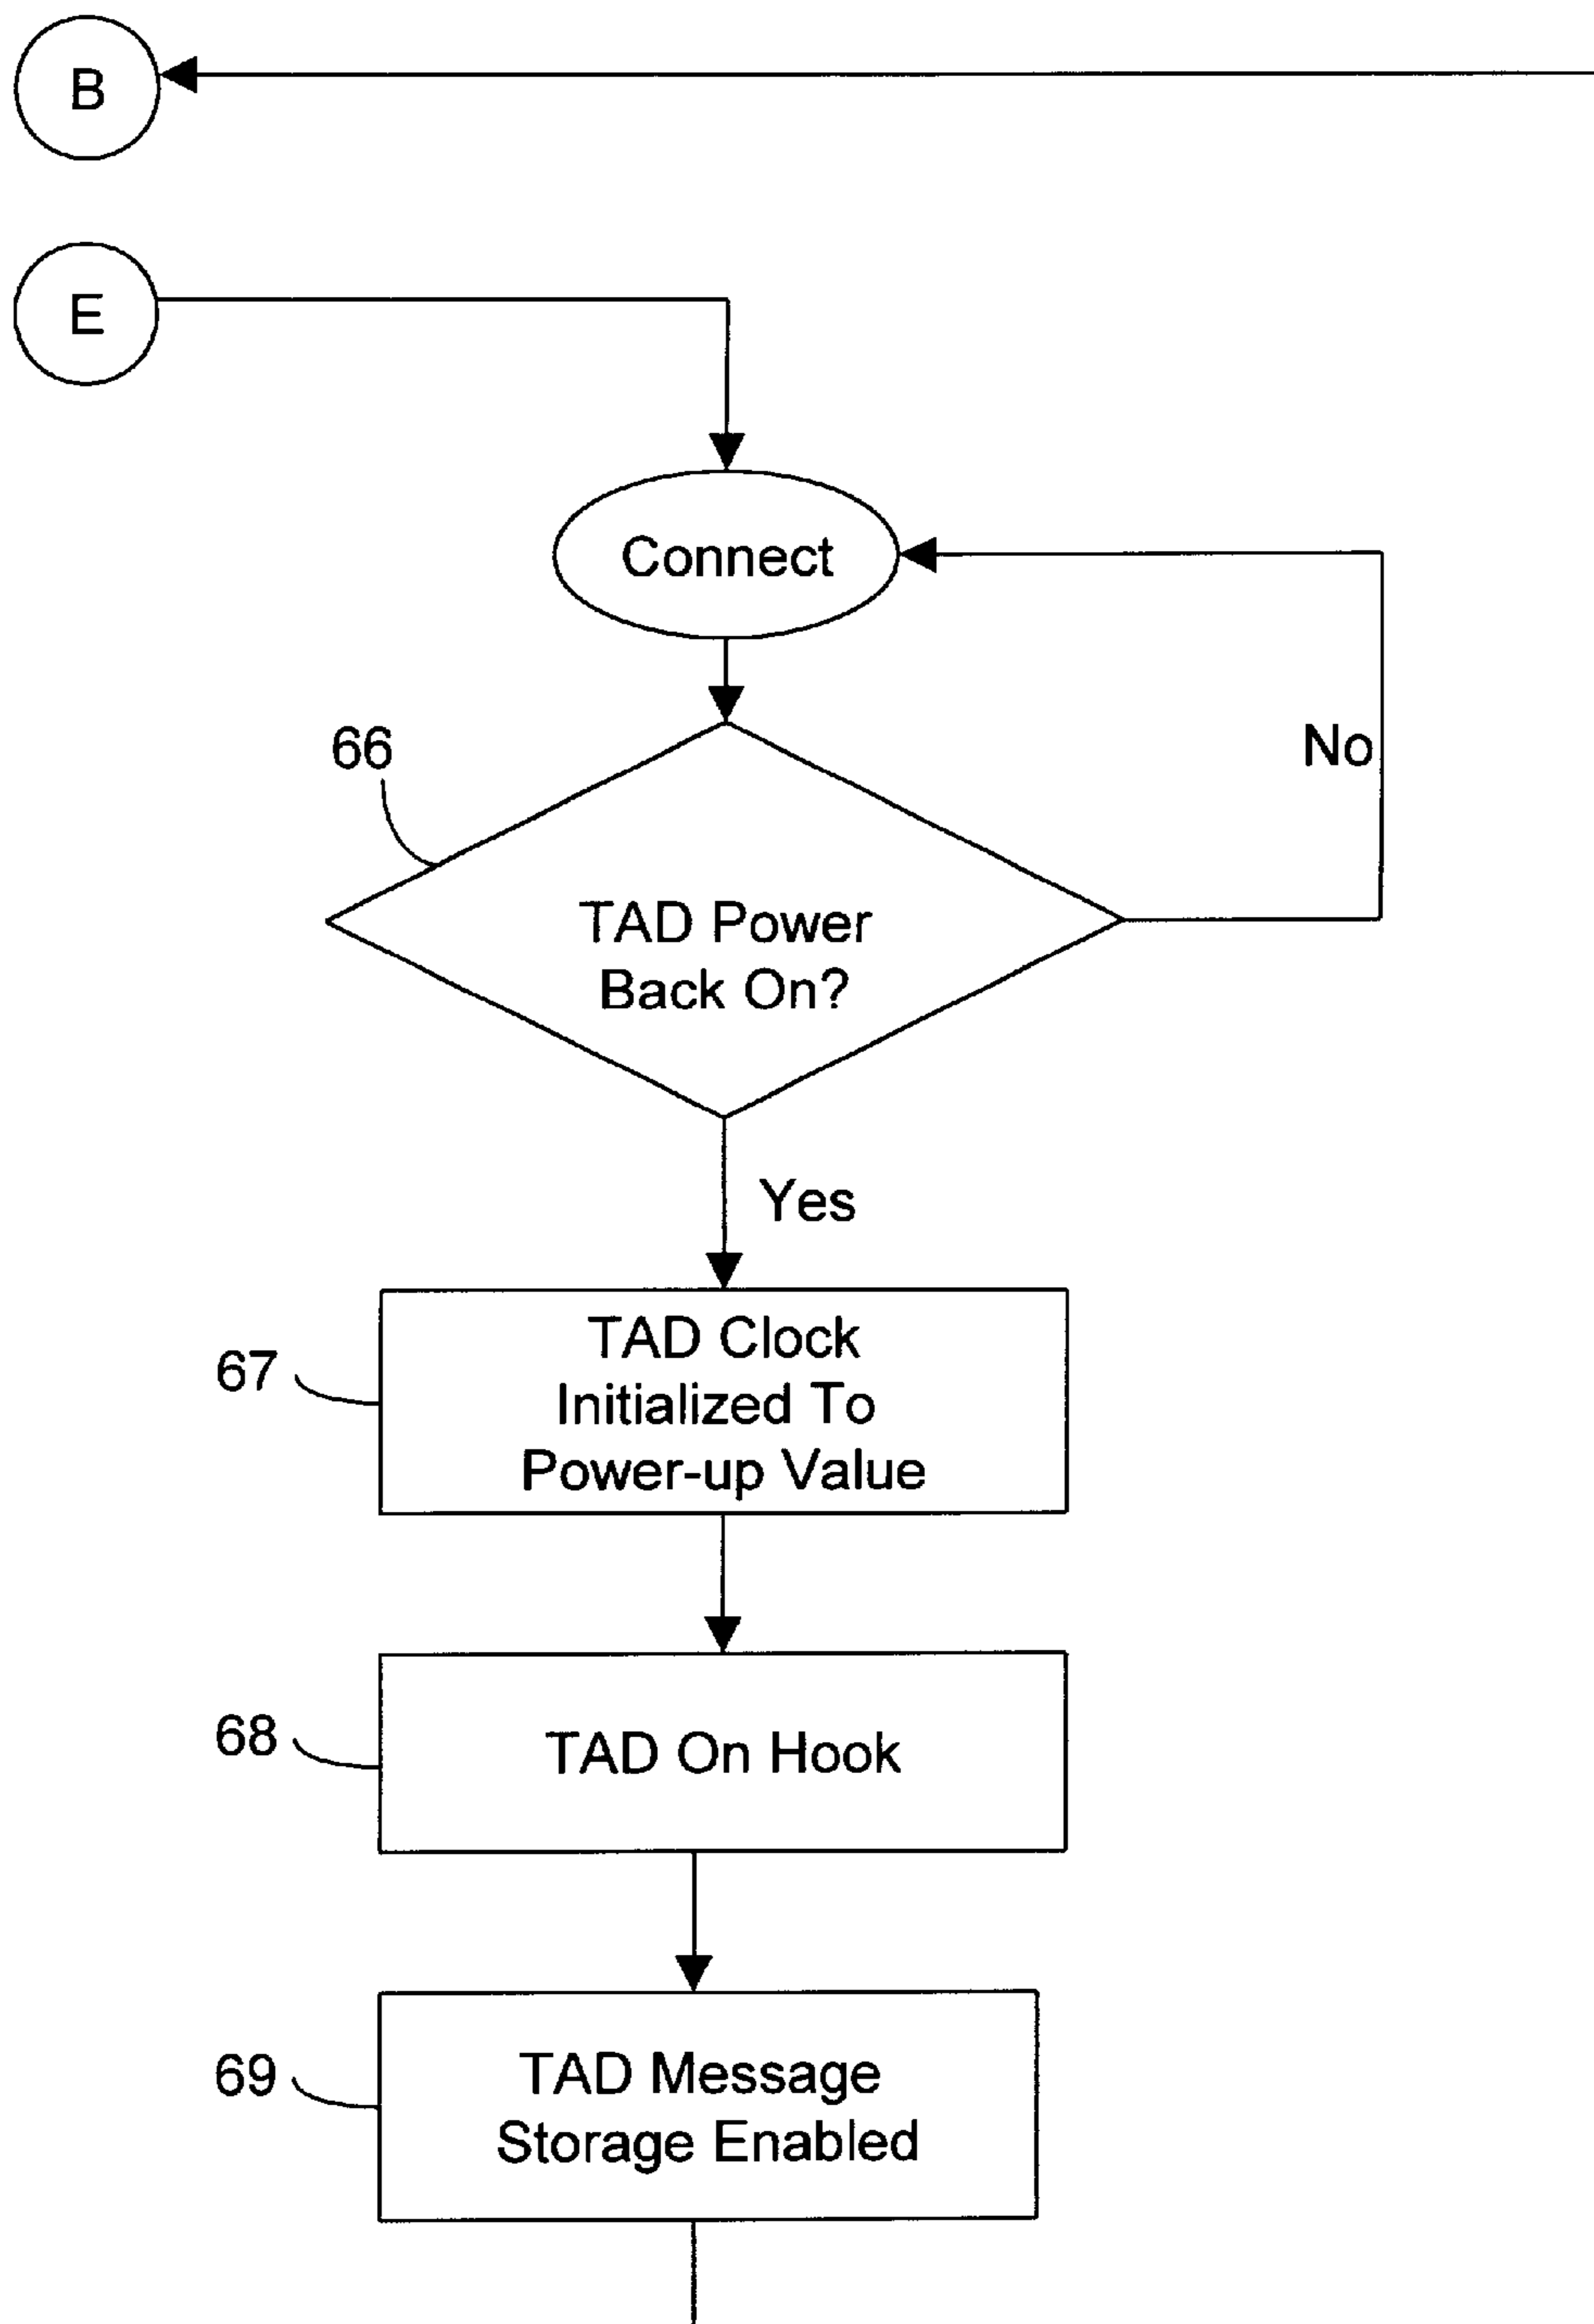 B
E
Connect
66
No
TAD Power
Back On?
Yes
67
TAD Clock
Initialized To
Power-up Value
68
TAD On Hook
69
TAD Message
Storage Enabled